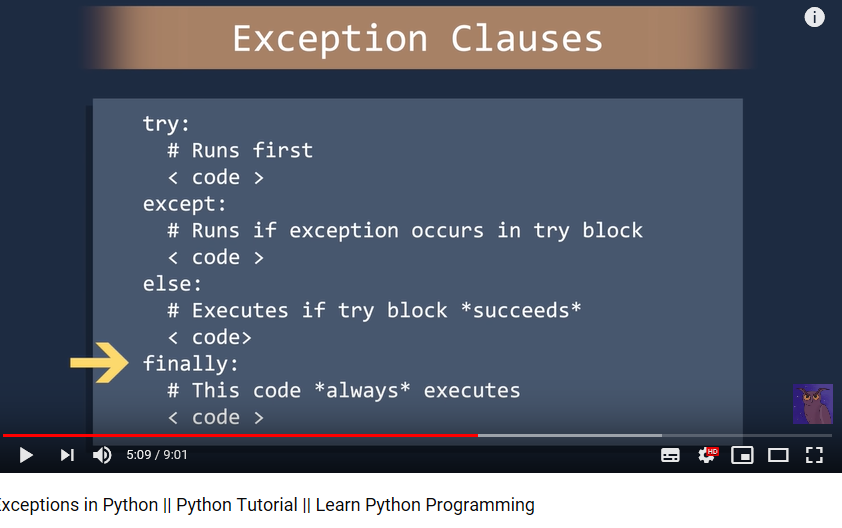 Exception Clauses
try:
# Runs first
< code >
except:
# Runs if exception occurs in try block
< code >
else:
# Executes if try block *succeeds*
< code>
finally:
# This code *always* executes
< code >
5:09 / 9:01
HD
Exceptions in Python || Python Tutorial || Learn Python Programming